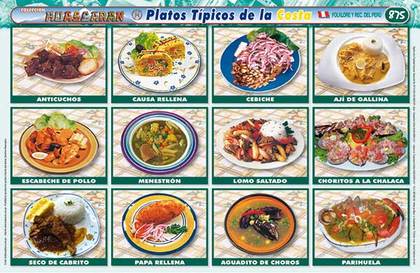 COLECCIÓN HUASCARAN ® Platos Típicos de la Costa FOLKLORE Y REC. DEL PERÚ 875
ANTICUCHOS CAUSA RELLENA CEBICHE AJÍ DE GALLINA
ESCABECHE DE POLLO MENESTRÓN LOMO SALTADO CHORITOS A LA CHALACA
SECO DE CABRITO PAPA RELLENA AGUADITO DE CHOROS PARIHUELA